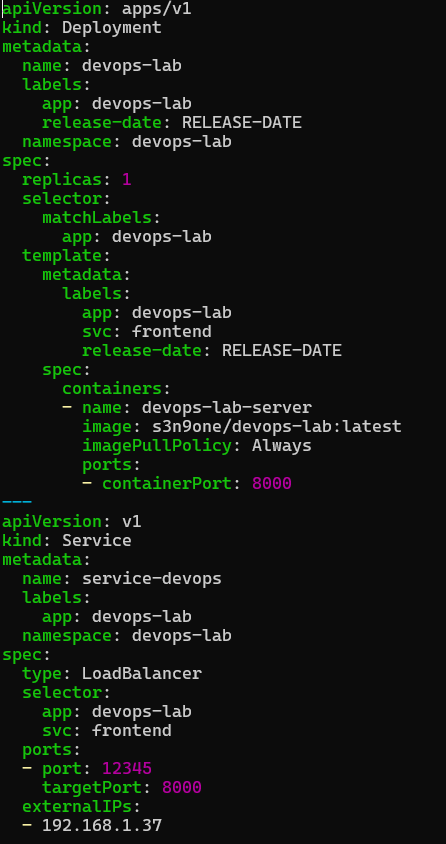 apiVersion: apps/v1
kind: Deployment
metadata:
  name: devops-lab
  labels:
    app: devops-lab
    release-date: RELEASE-DATE
  namespace: devops-lab
spec:
  replicas: 1
  selector:
    matchLabels:
      app: devops-lab
  template:
    metadata:
      labels:
        app: devops-lab
        svc: frontend
        release-date: RELEASE-DATE
    spec:
      containers:
      - name: devops-lab-server
        image: s3n9one/devops-lab:latest
        imagePullPolicy: Always
        ports:
        - containerPort: 8000
---
apiVersion: v1
kind: Service
metadata:
  name: service-devops
  labels:
    app: devops-lab
  namespace: devops-lab
spec:
  type: LoadBalancer
  selector:
    app: devops-lab
    svc: frontend
  ports:
  - port: 12345
    targetPort: 8000
  externalIPs:
  - 192.168.1.37